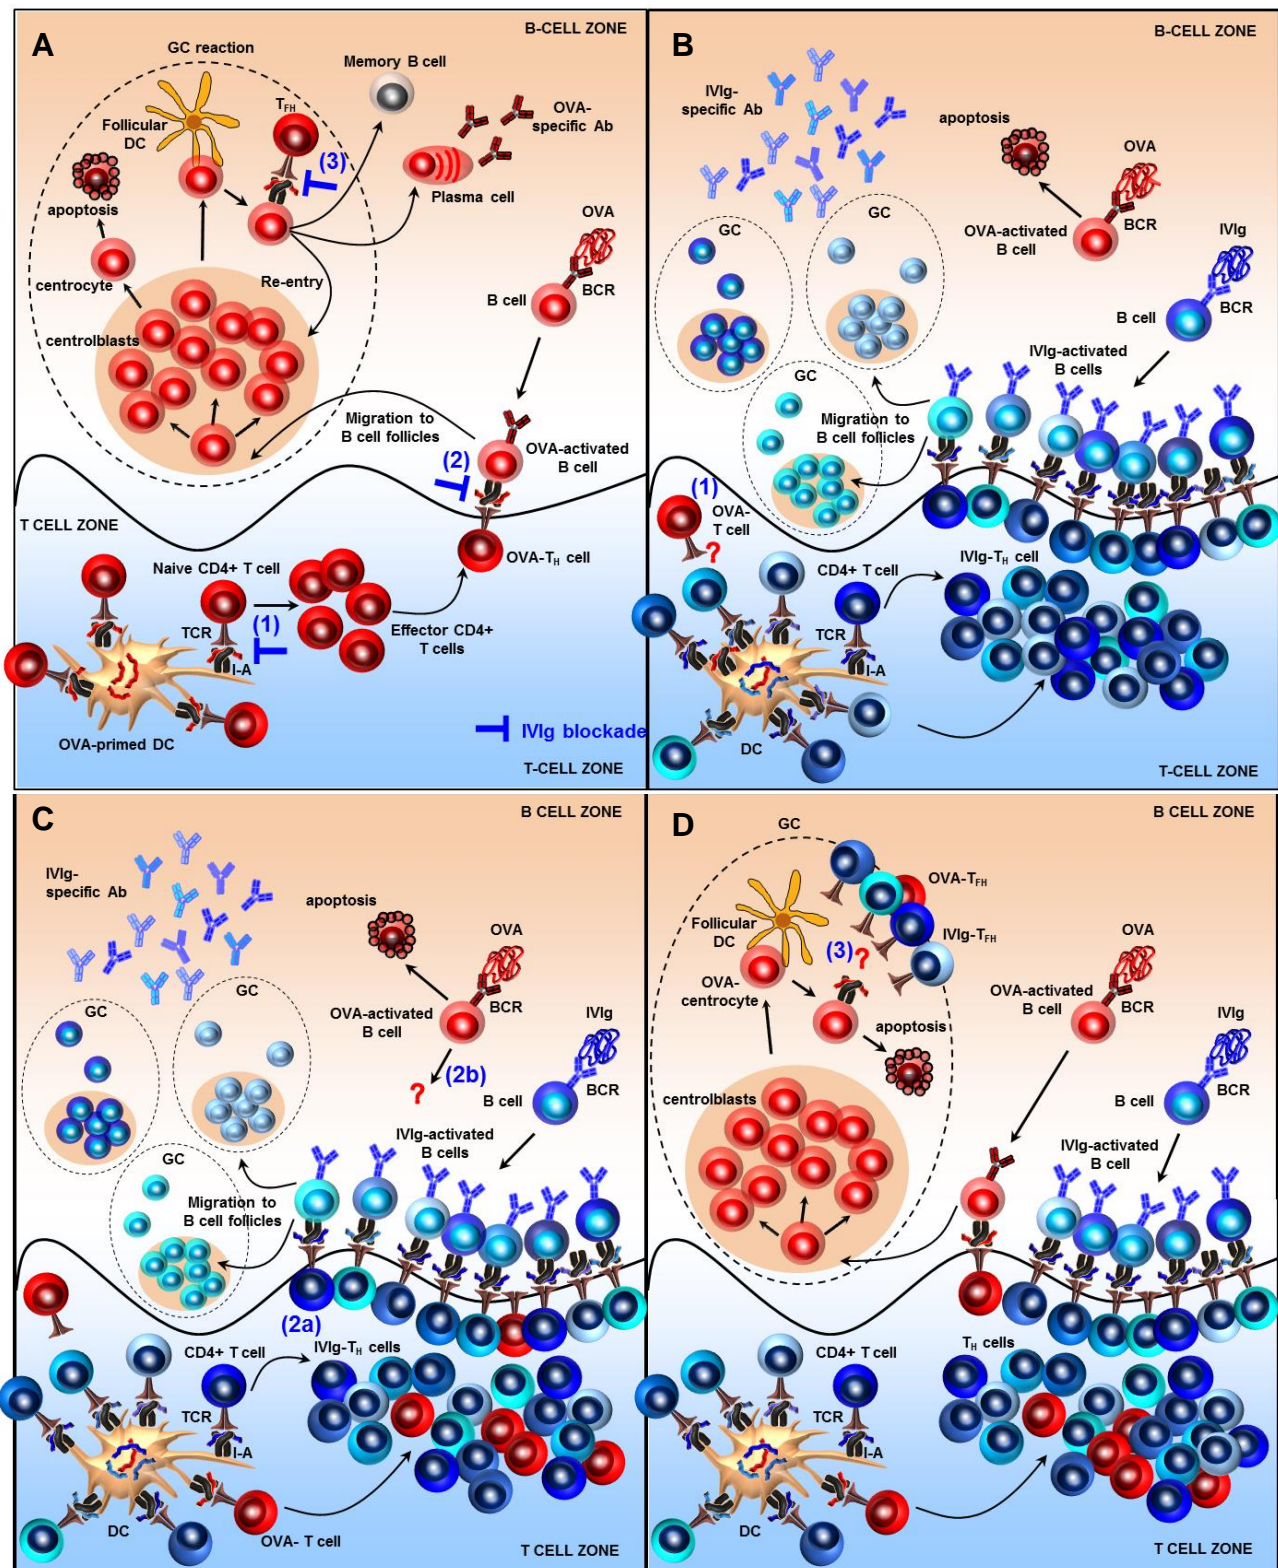 A
B-CELL ZONE
GC reaction
Memory B cell
TFH
OVA-
specific Ab
Follicular
DC
(3)
apoptosis
Plasma cell
OVA
centrocyte
Re-entry
B cell
BCR
centrolblasts
Migration to
B cell follicles
OVA-activated
B cell
(2)
T CELL ZONE
Naive CD4+ T cell
OVA-TH cell
TCR
(1)
Effector CD4+
T cells
I-A
OVA-primed DC
IVIg blockade
T-CELL ZONE
B
B-CELL ZONE
IVIg-
specific Ab
apoptosis
OVA
GC
GC
OVA-activated
B cell
BCR
IVIg
B cell
BCR
IVIg-activated
B cells
GC
Migration to
B cell follicles
(1)
OVA-
T cell
?
CD4+ T cell
IVIg-TH cell
TCR
I-A
DC
T-CELL ZONE
C
B CELL ZONE
IVIg-
specific Ab
apoptosis
OVA
GC
GC
OVA-activated
B cell
BCR
IVIg
?
(2b)
B cell
BCR
IVIg-activated
B cells
GC
Migration to
B cell follicles
(2a)
CD4+ T cell
IVIg-TH cells
TCR
I-A
DC
OVA- T cell
T CELL ZONE
D
B CELL ZONE
GC
OVA-TFH
Follicular
DC
IVIg-TFH
OVA
(3)
?
OVA-
centrocyte
OVA-activated
B cell
BCR
apoptosis
IVIg
centrolblasts
B cell
BCR
IVIg-activated
B cell
CD4+ T cell
TH cells
TCR
I-A
DC
T CELL ZONE